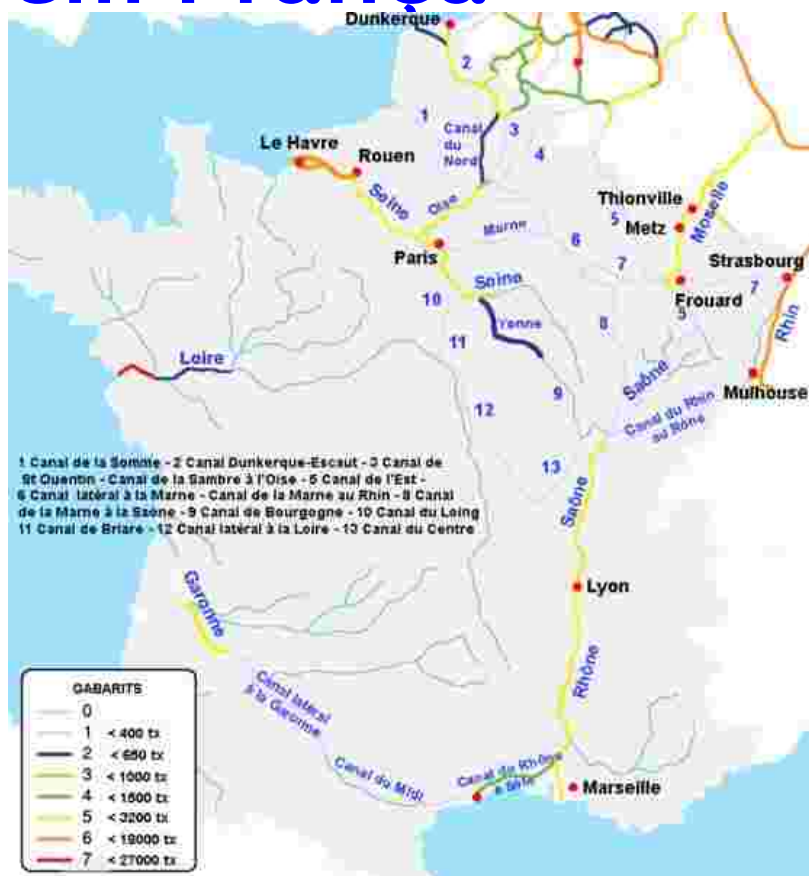 em França
Dunkerque
2
1
Canal
du
Nord
3
4
Le Havre
Rouen
Seine
Oise
Marne
Paris
5
6
7
Thionville
Metz
Moselle
Strasbourg
7
Frouard
5
Rhin
Seine
10
11
Yonne
8
9
Saône
Mulhouse
Canal du Rhin
au Rône
Loire
12
13
1 Canal de la Somme - 2 Canal Dunkerque-Escaut - 3 Canal de
St Quentin - Canal de la Sambre à l'Oise - 5 Canal de l'Est -
6 Canal latéral à la Marne - Canal de la Marne au Rhin - 8 Canal
de la Marne à la Saône - 9 Canal de Bourgogne - 10 Canal du Loing
11 Canal de Briare - 12 Canal latéral à la Loire - 13 Canal du Centre
Saône
Lyon
Garonne
Rhône
Canal latéral
à la Garonne
Canal du Midi
Canal du Rhône
à Sète
Marseille
GABARITS
0
1 < 400 tx
2 < 650 tx
3 < 1000 tx
4 < 1500 tx
5 < 3200 tx
6 < 18000 tx
7 < 27000 tx